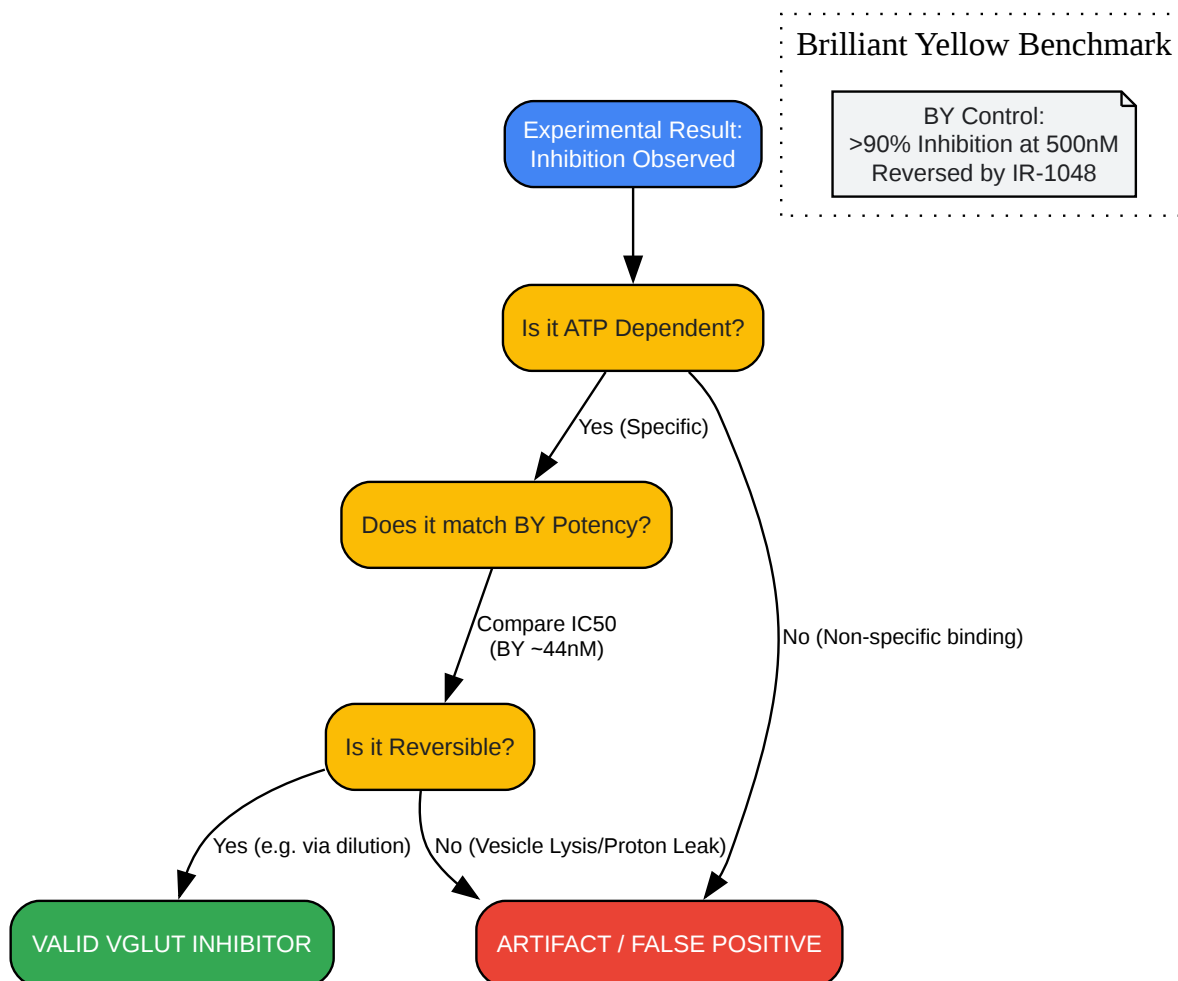 Brilliant Yellow Benchmark
BY Control:
>90% Inhibition at 500nM
Reversed by IR-1048
Experimental Result:
Inhibition Observed
Is it ATP Dependent?
Yes (Specific)
Does it match BY Potency?
Compare IC50
(BY ~44nM)
No (Non-specific binding)
Is it Reversible?
Yes (e.g. via dilution)
No (Vesicle Lysis/Proton Leak)
VALID VGLUT INHIBITOR
ARTIFACT / FALSE POSITIVE